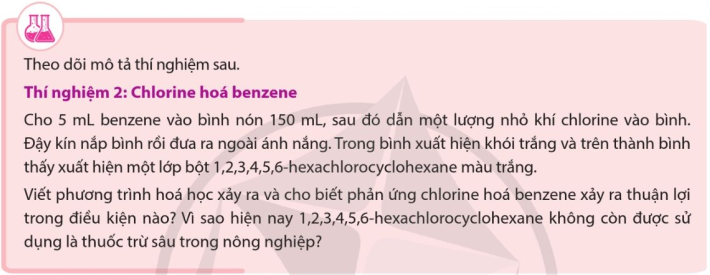 Theo dõi mô tả thí nghiệm sau.
Thí nghiệm 2: Chlorine hoá benzene
Cho 5 mL benzene vào bình nón 150 mL, sau đó dẫn một lượng nhỏ khí chlorine vào bình.
Đậy kín nắp bình rồi đưa ra ngoài ánh nắng. Trong bình xuất hiện khói trắng và trên thành bình
thấy xuất hiện một lớp bột 1,2,3,4,5,6-hexachlorocyclohexane màu trắng.
Viết phương trình hoá học xảy ra và cho biết phản ứng chlorine hoá benzene xảy ra thuận lợi
trong điều kiện nào? Vì sao hiện nay 1,2,3,4,5,6-hexachlorocyclohexane không còn được sử
dụng là thuốc trừ sâu trong nông nghiệp?